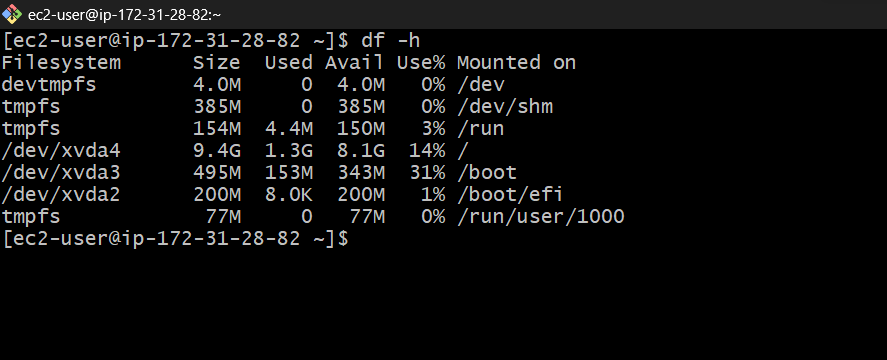 ec2-user@ip-172-31-28-82:~
[ec2-user@ip-172-31-28-82 ~]$ df -h
Filesystem      Size  Used Avail Use% Mounted on
devtmpfs        4.0M     0  4.0M   0% /dev
tmpfs           385M     0  385M   0% /dev/shm
tmpfs           154M  4.4M  150M   3% /run
/dev/xvda4      9.4G  1.3G  8.1G  14% /
/dev/xvda3      495M  153M  343M  31% /boot
/dev/xvda2      200M  8.0K  200M   1% /boot/efi
tmpfs            77M     0   77M   0% /run/user/1000
[ec2-user@ip-172-31-28-82 ~]$